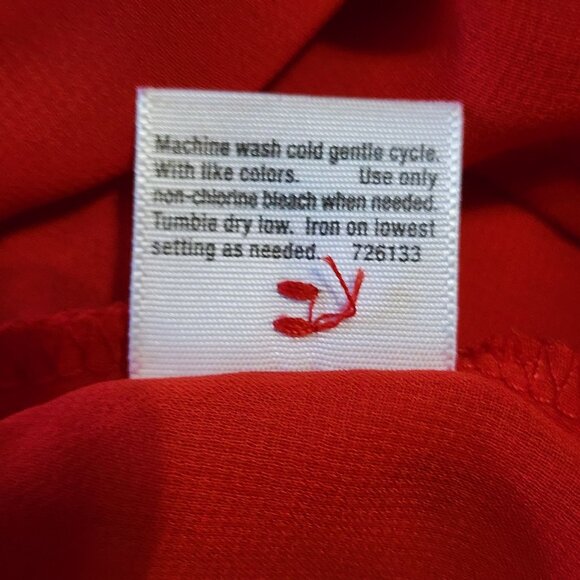 Machine wash cold gentle cycle.
With like colors. Use only
non-chlorine bleach when needed.
Tumble dry low. Iron on lowest
setting as needed. 726133